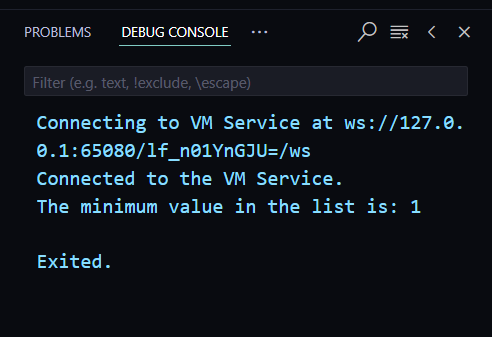 PROBLEMS DEBUG CONSOLE ...
Filter (e.g. text, !exclude, \escape)
Connecting to VM Service at ws://127.0.
0.1:65080/lf_n01YnGJU=/ws
Connected to the VM Service.
The minimum value in the list is: 1
Exited.